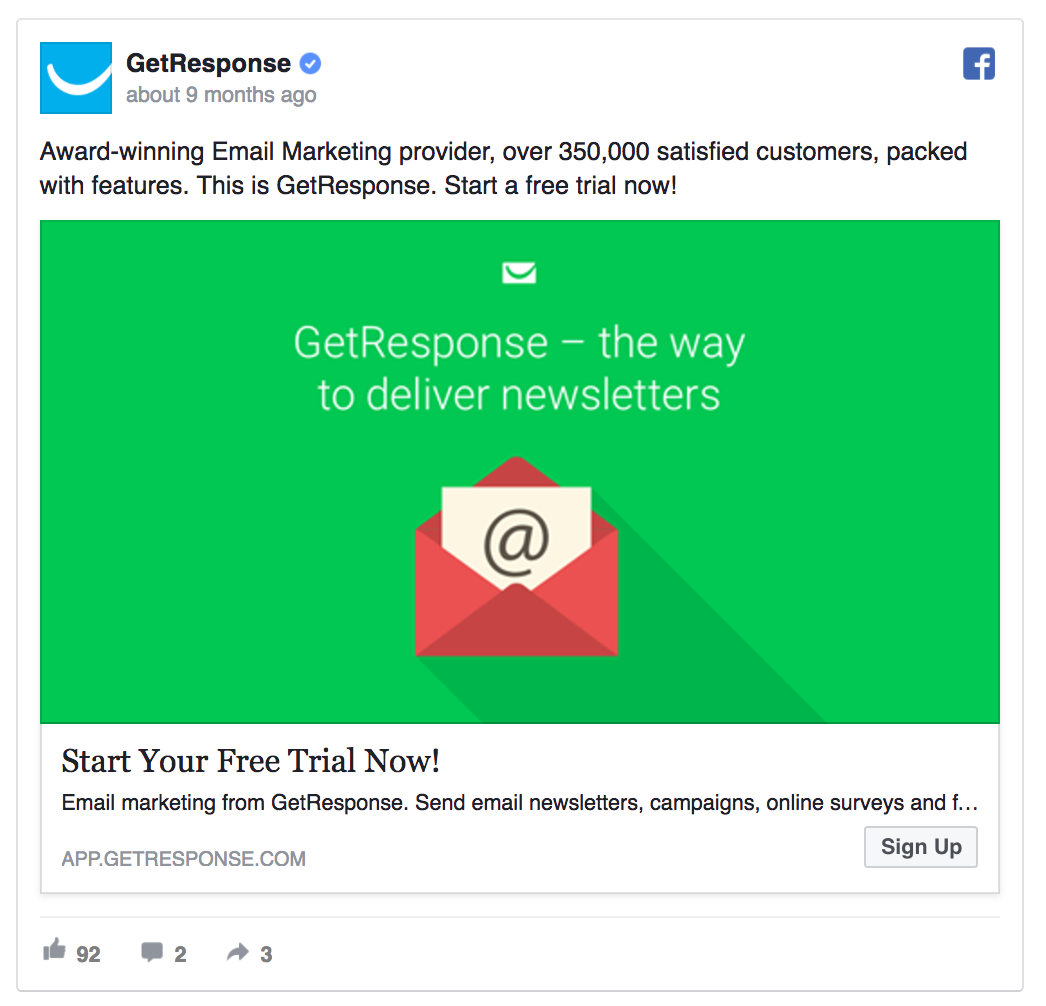 GetResponse
about 9 months ago
Award-winning Email Marketing provider, over 350,000 satisfied customers, packed
with features. This is GetResponse. Start a free trial now!
GetResponse – the way
to deliver newsletters
@
Start Your Free Trial Now!
Email marketing from GetResponse. Send email newsletters, campaigns, online surveys and f...
APP.GETRESPONSE.COM
Sign Up
92 2 3